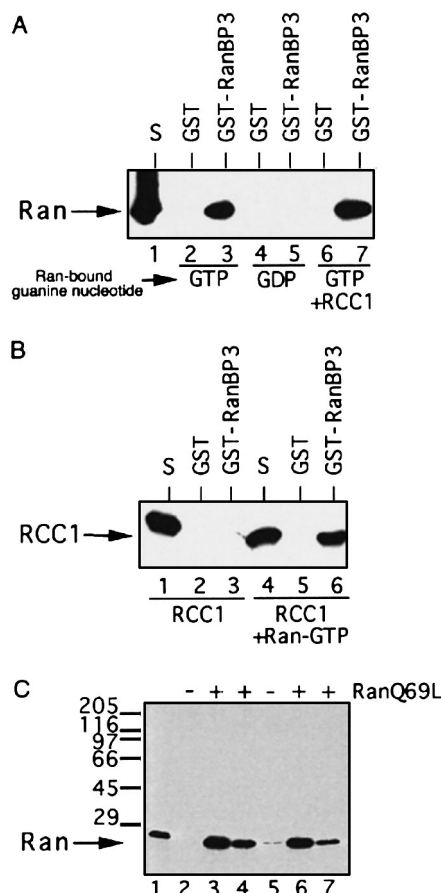 A
S
GST
GST-RanBP3
GST
GST-RanBP3
GST
GST-RanBP3
Ran
1 2 3 4 5 6 7
Ran-bound
guanine nucleotide
GTP GDP GTP
+RCC1
B
S
GST
GST-RanBP3
S
GST
GST-RanBP3
RCC1
1 2 3 4 5 6
RCC1 RCC1
+Ran-GTP
C
- + + - + + RanQ69L
205
116
97
66
45
29
Ran
1 2 3 4 5 6 7